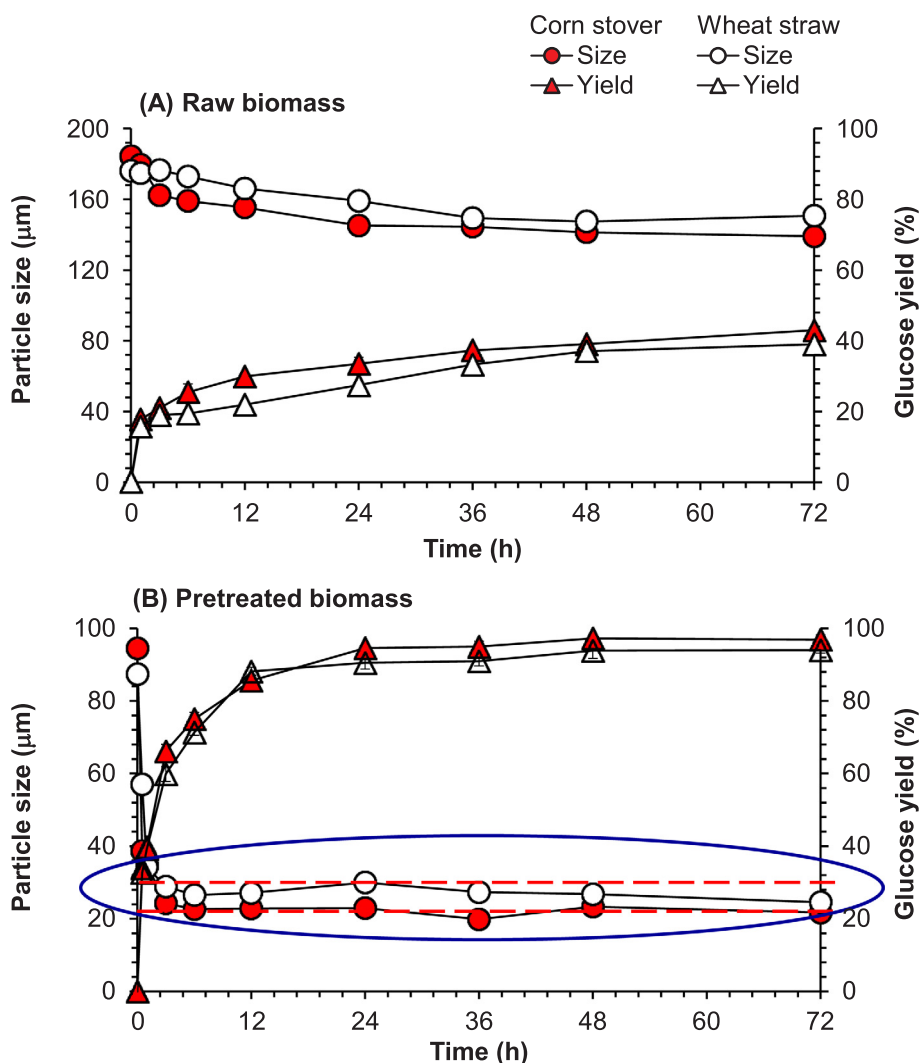 Corn stover Wheat straw
Size Size
Yield Yield
(A) Raw biomass
200 100
160 80
120 60
80 40
40 20
0 0
0 12 24 36 48 60 72
Particle size (μm)
Glucose yield (%)
Time (h)
(B) Pretreated biomass
100 100
80 80
60 60
40 40
20 20
0 0
0 12 24 36 48 60 72
Particle size (μm)
Glucose yield (%)
Time (h)